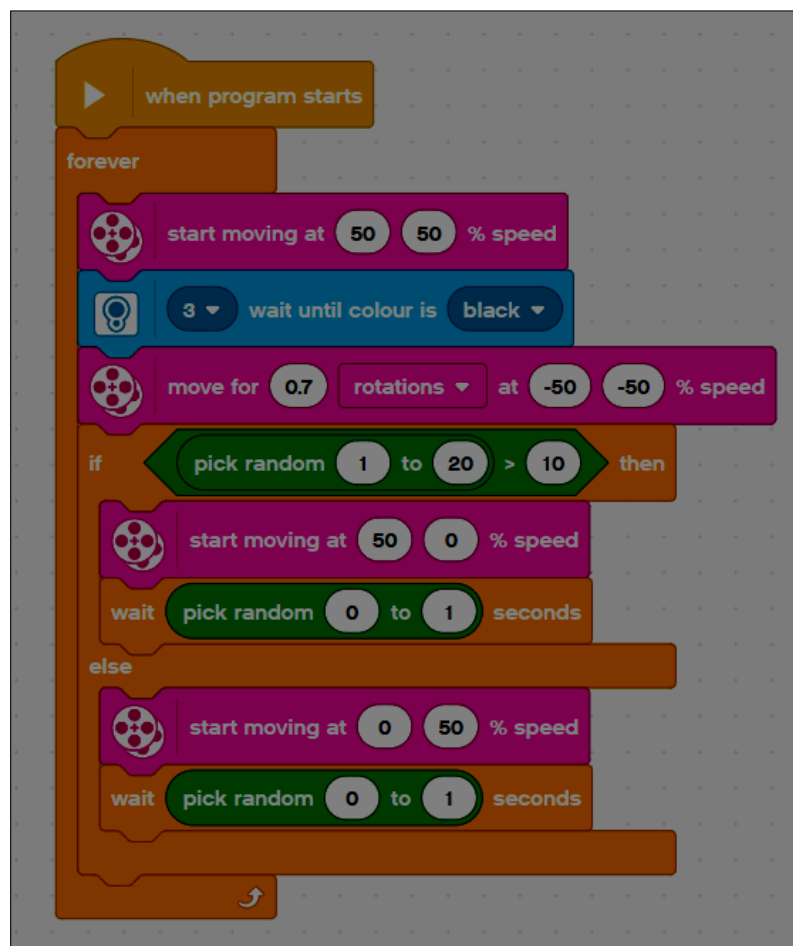 when program starts
forever
start moving at 50 50 % speed
3 wait until colour is black
move for 0.7 rotations at -50 -50 % speed
if pick random 1 to 20 > 10 then
start moving at 50 0 % speed
wait pick random 0 to 1 seconds
else
start moving at 0 50 % speed
wait pick random 0 to 1 seconds